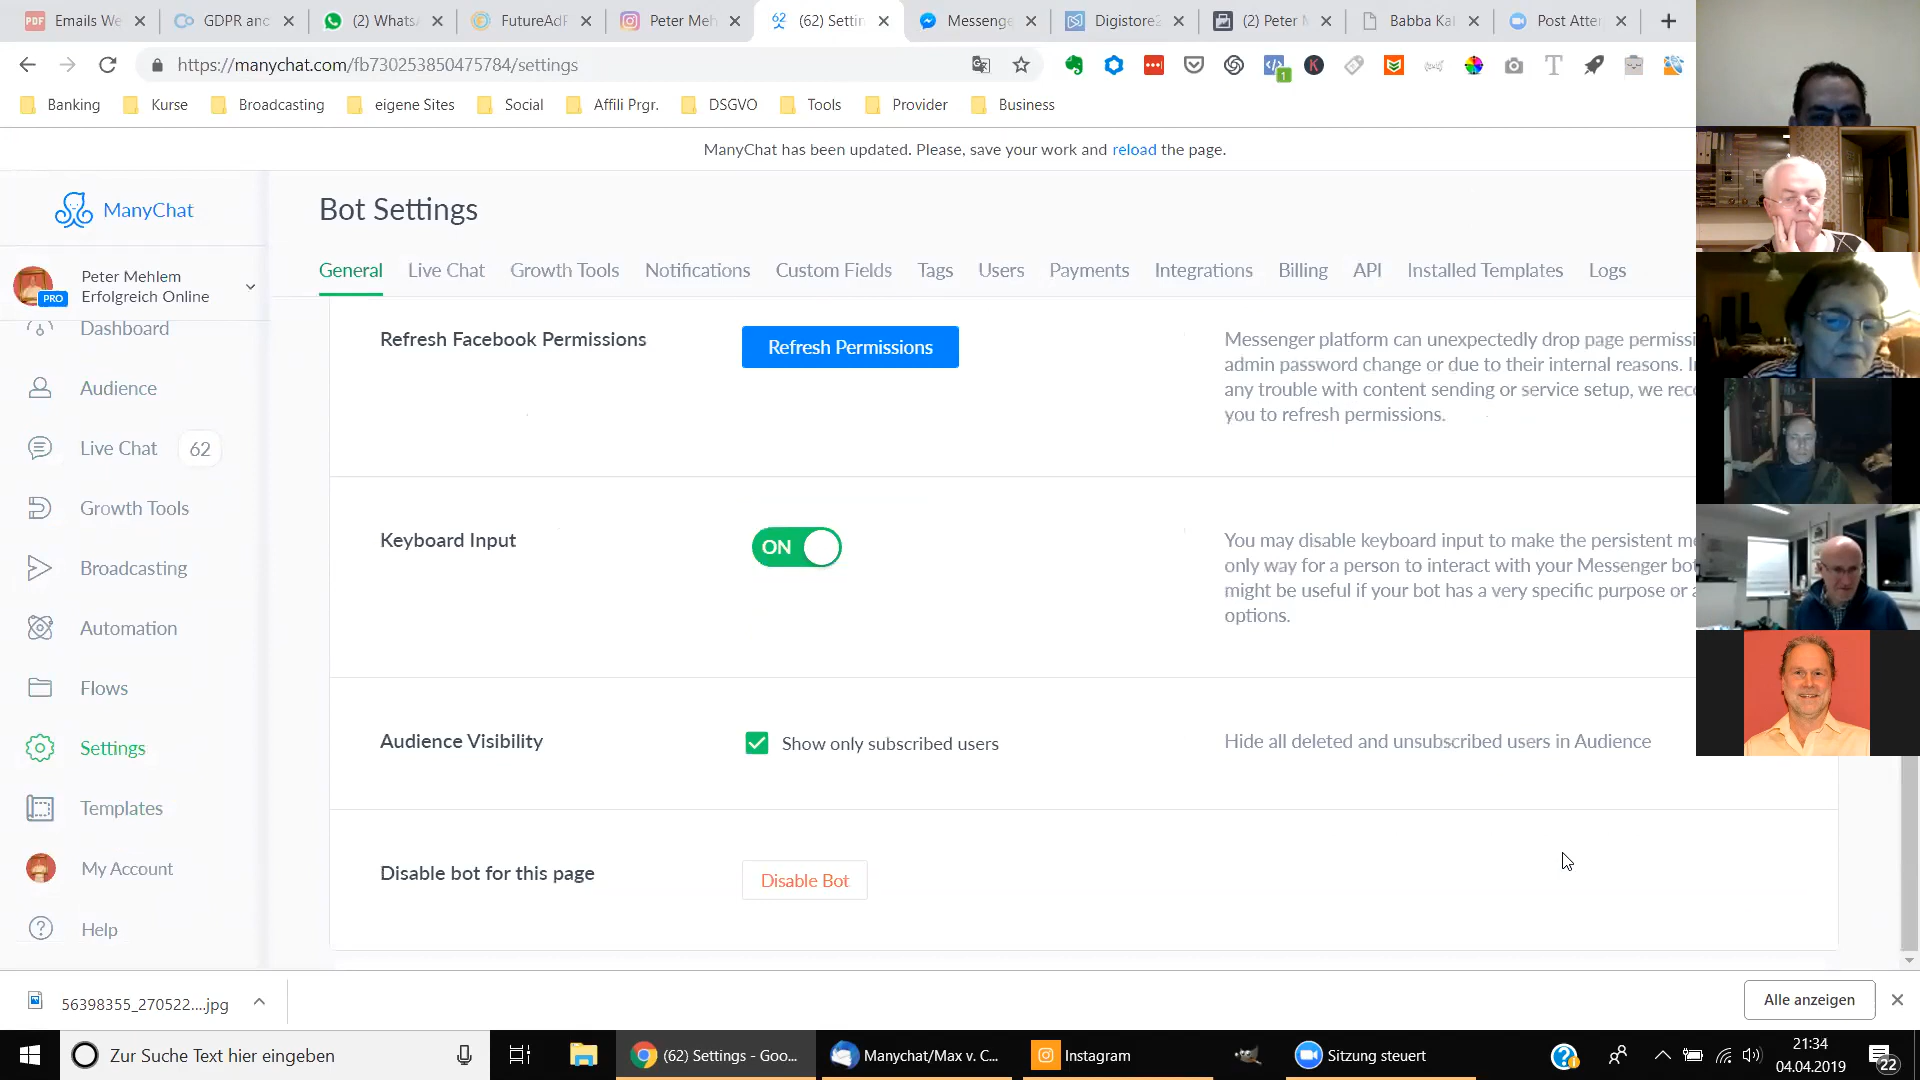 Emails We
GDPR and
(2) Whats
FutureAdP
Peter Meh
(62) Settin
Messenge
Digistore2
(2) Peter M
Babba Ka
Post Atte
https://manychat.com/fb730253850475784/settings
Banking
Kurse
Broadcasting
eigene Sites
Social
Affili Prgr.
DSGVO
Tools
Provider
Business
ManyChat has been updated. Please, save your work and reload the page.
ManyChat
Bot Settings
Peter Mehlem
Erfolgreich Online
PRO
General
Live Chat
Growth Tools
Notifications
Custom Fields
Tags
Users
Payments
Integrations
Billing
API
Installed Templates
Logs
Dashboard
Audience
Live Chat 62
Growth Tools
Broadcasting
Automation
Flows
Settings
Templates
My Account
Help
Refresh Facebook Permissions
Refresh Permissions
Messenger platform can unexpectedly drop page permissi
admin password change or due to their internal reasons. I
any trouble with content sending or service setup, we rec
you to refresh permissions.
Keyboard Input
ON
You may disable keyboard input to make the persistent m
only way for a person to interact with your Messenger bo
might be useful if your bot has a very specific purpose or
options.
Audience Visibility
Show only subscribed users
Hide all deleted and unsubscribed users in Audience
Disable bot for this page
Disable Bot
56398355_270522....jpg
Alle anzeigen
Zur Suche Text hier eingeben
(62) Settings - Goo...
Manychat/Max v. C...
Instagram
Sitzung steuert
21:34
04.04.2019
22